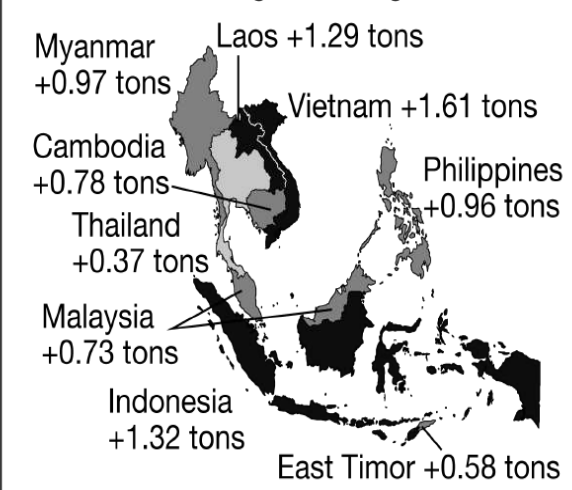 Laos +1.29 tons
Myanmar
+0.97 tons
Vietnam +1.61 tons
Cambodia
+0.78 tons
Philippines
+0.96 tons
Thailand
+0.37 tons
Malaysia
+0.73 tons
Indonesia
+1.32 tons
East Timor +0.58 tons